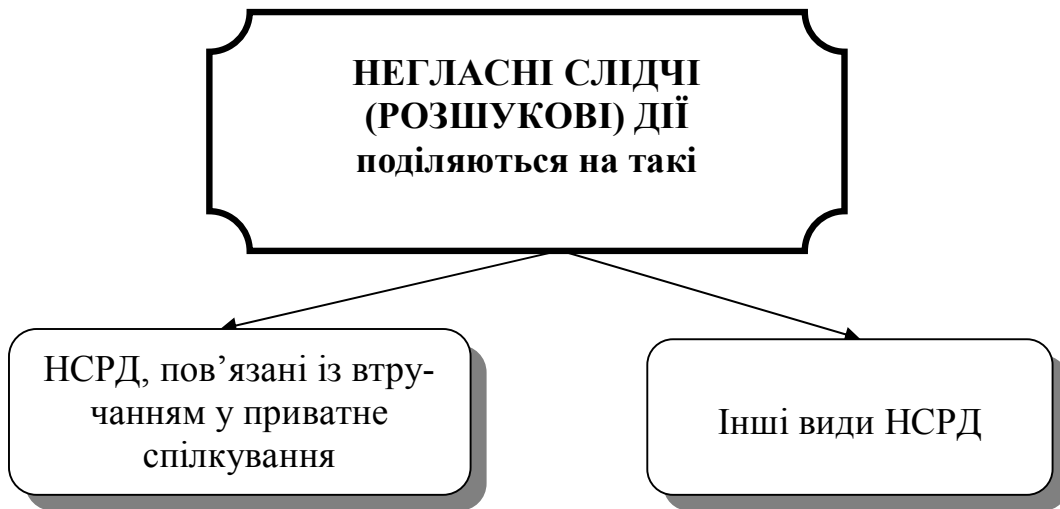 НЕГЛАСНІ СЛІДЧІ
(РОЗШУКОВІ) ДІЇ
поділяються на такі
НСРД, пов’язані із втру-
чанням у приватне
спілкування
Інші види НСРД